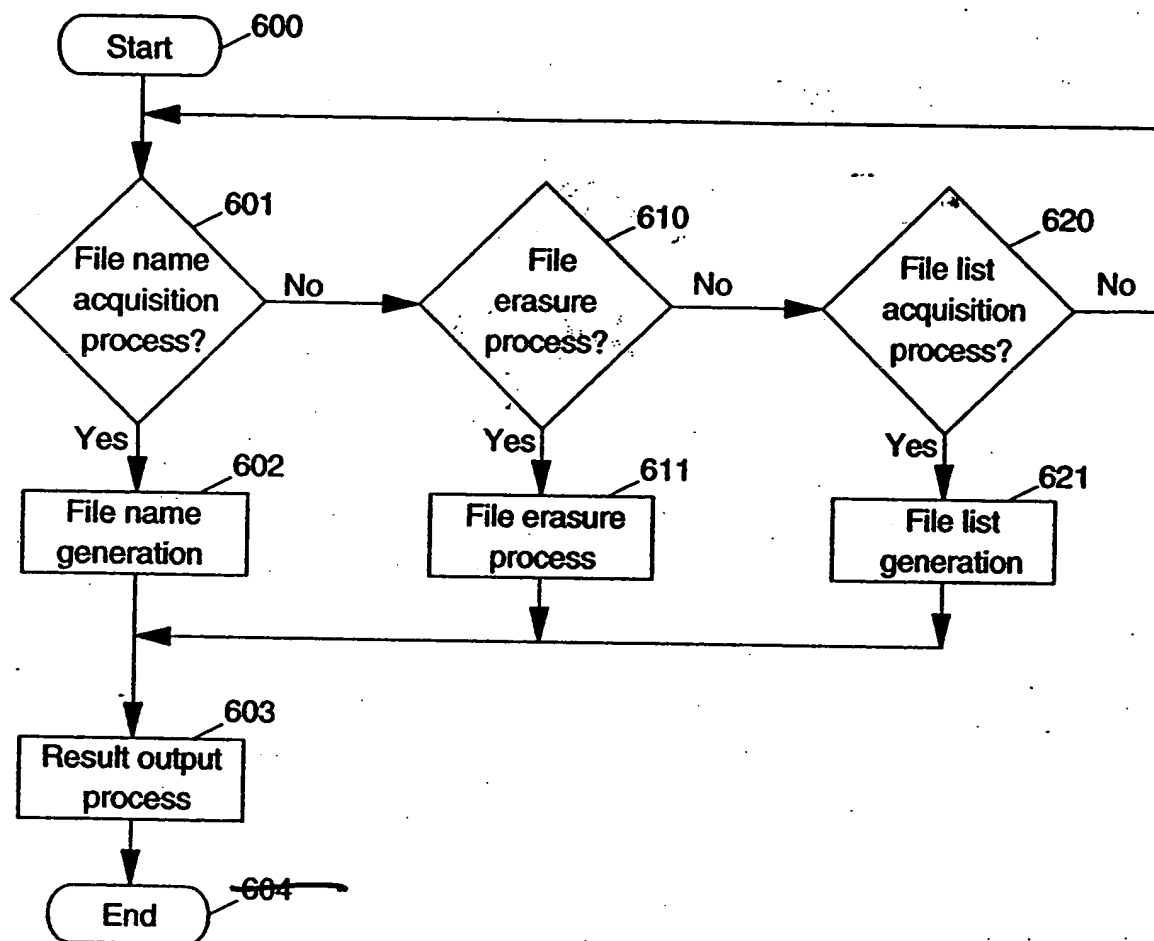 Start
600
601
File name
acquisition
process?
No
610
File
erasure
process?
No
620
File list
acquisition
process?
No
Yes
602
File name
generation
Yes
611
File erasure
process
Yes
621
File list
generation
603
Result output
process
End
604